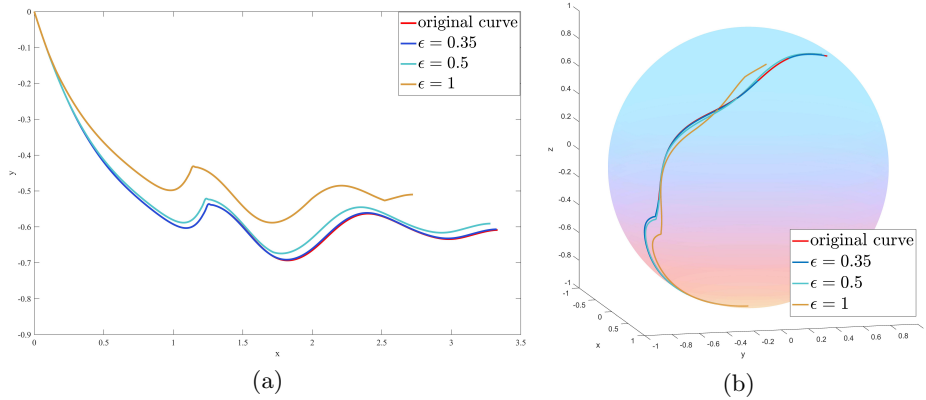 original curve
ϵ = 0.35
ϵ = 0.5
ϵ = 1
0
-0.1
-0.2
-0.3
-0.4
-0.5
-0.6
-0.7
-0.8
-0.9
y
0 0.5 1 1.5 2 2.5 3 3.5
x
(a)
1
0.8
0.6
0.4
0.2
0
-0.2
-0.4
-0.6
-0.8
-1
z
original curve
ϵ = 0.35
ϵ = 0.5
ϵ = 1
-1
-0.5
0
0.5
1
x
-1 -0.8 -0.6 -0.4 -0.2 0 0.2 0.4 0.6 0.8
y
(b)